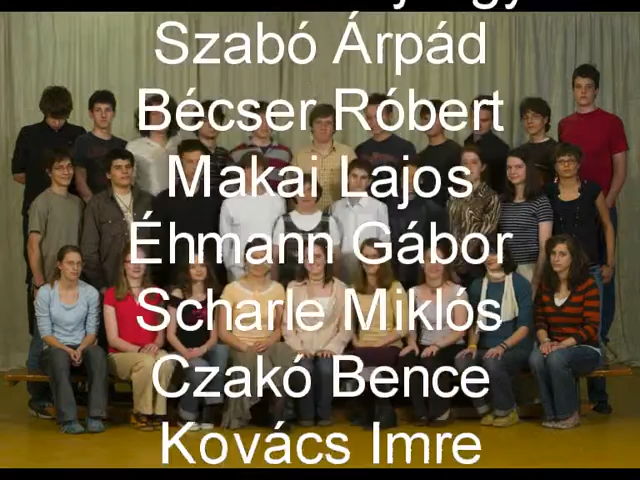 Szabó Árpád
Bécser Róbert
Makai Lajos
Éhmann Gábor
Scharle Miklós
Czakó Bence
Kovács Imre